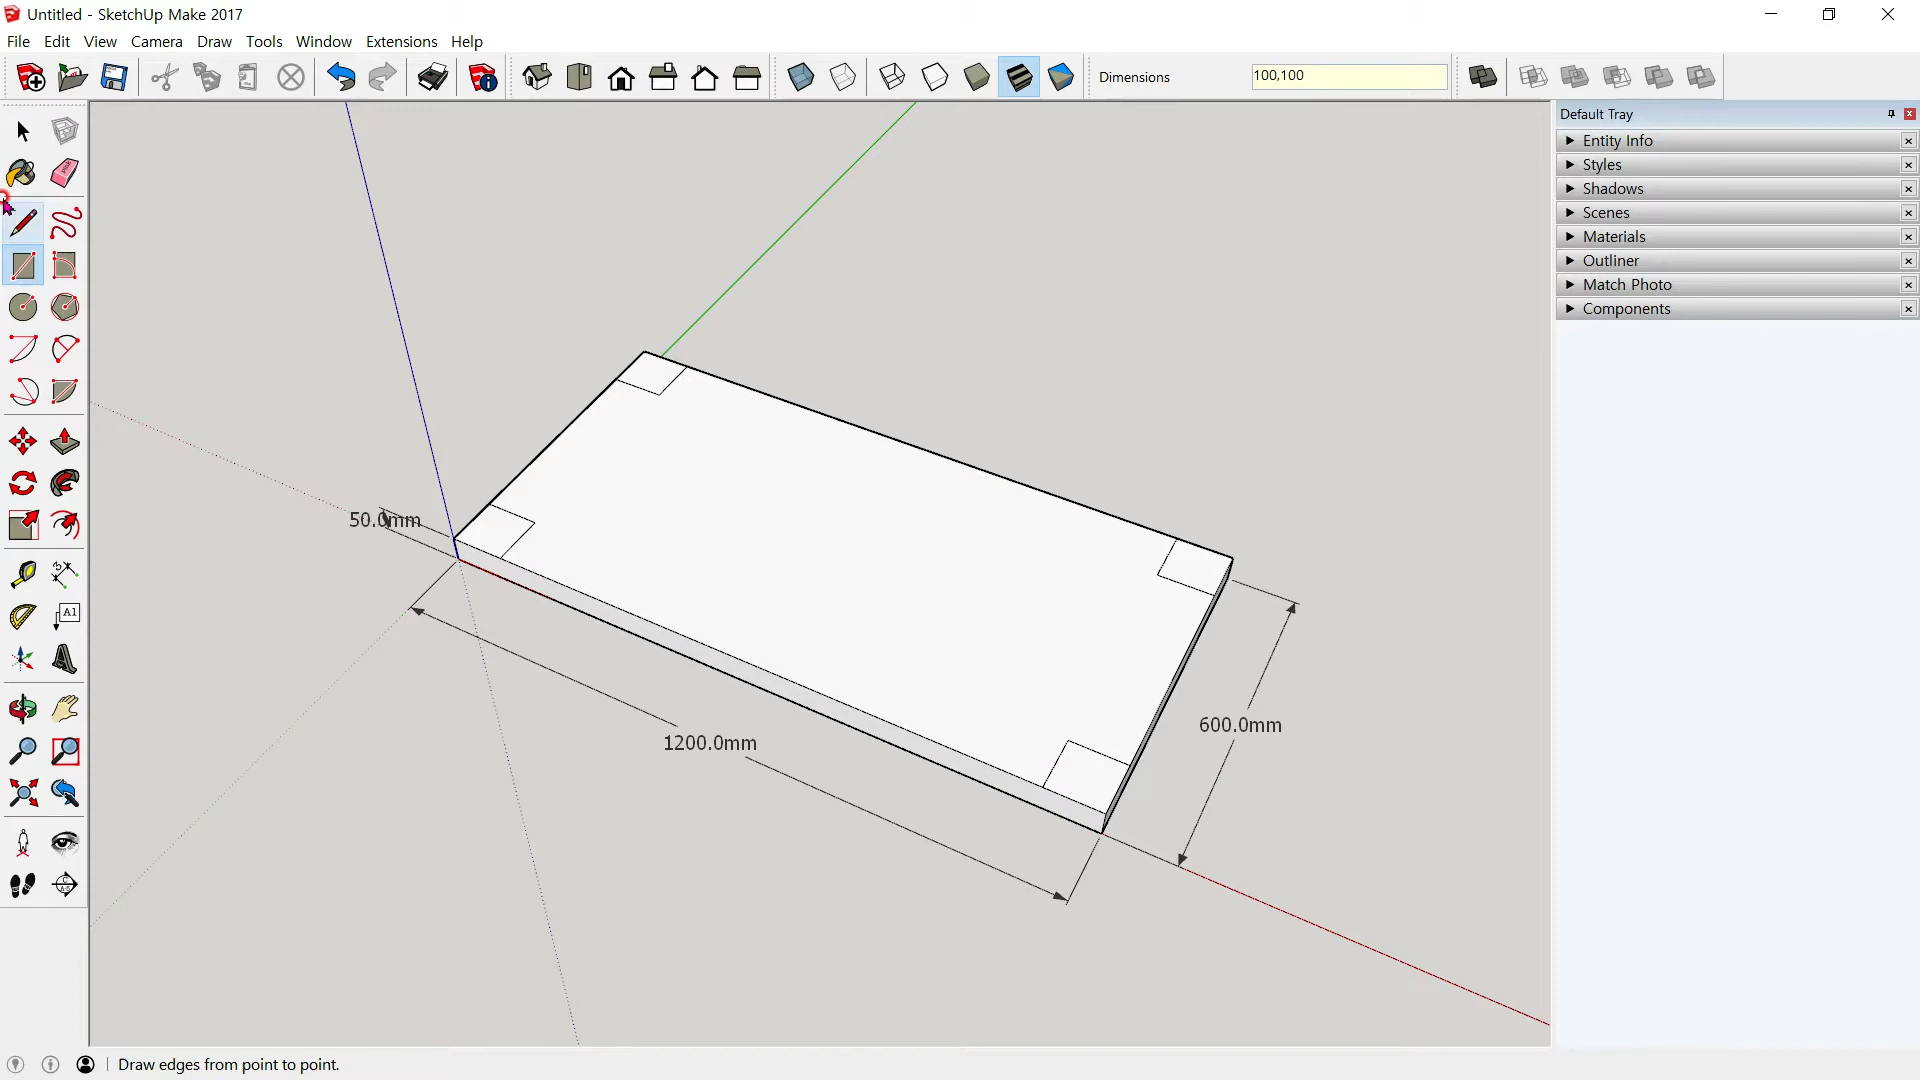 Untitled - SketchUp Make 2017
File Edit View Camera Draw Tools Window Extensions Help
Dimensions 100,100
Default Tray
Entity Info
Styles
Shadows
Scenes
Materials
Outliner
Match Photo
Components
50.0mm
A1
1200.0mm
600.0mm
Draw edges from point to point.